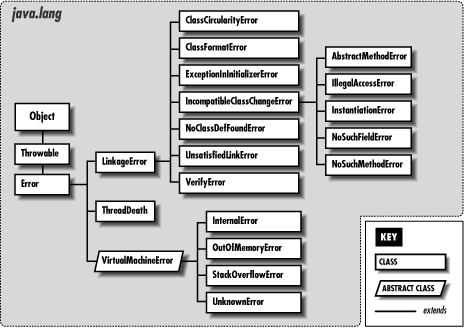 java.lang
Object
Throwable
Error
LinkageError
ThreadDeath
VirtualMachineError
ClassCircularityError
ClassFormatError
ExceptionInInitializerError
IncompatibleClassChangeError
NoClassDefFoundError
UnsatisfiedLinkError
VerifyError
AbstractMethodError
IllegalAccessError
InstantiationError
NoSuchFieldError
NoSuchMethodError
InternalError
OutOfMemoryError
StackOverflowError
UnknownError
KEY
CLASS
ABSTRACT CLASS
extends